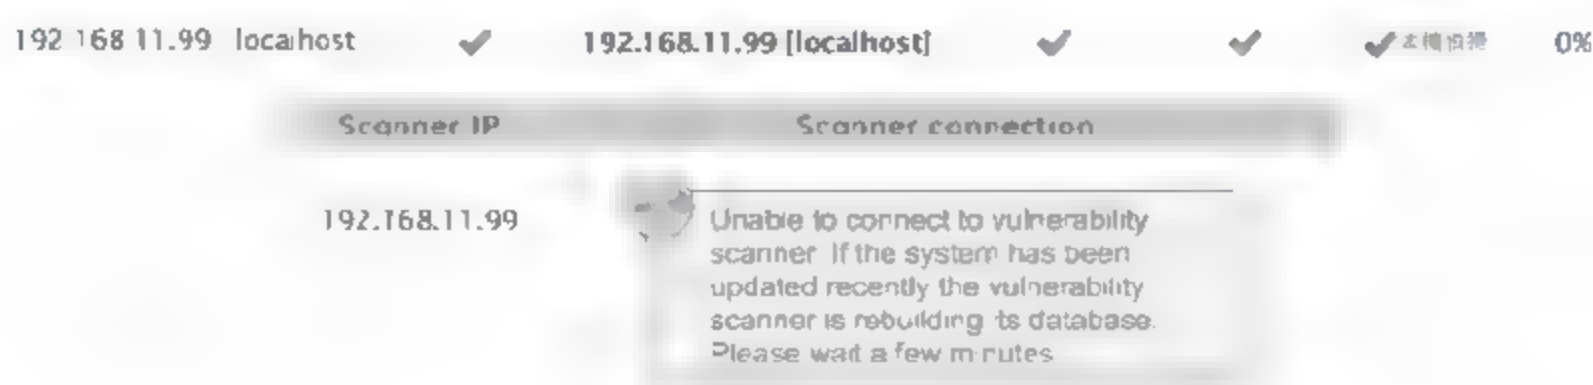 192.168.11.99 localhost 192.168.11.99 [localhost] 0%
Scanner IP Scanner connection
192.168.11.99
Unable to connect to vulnerability
scanner. If the system has been
updated recently the vulnerability
scanner is rebuilding its database.
Please wait a few minutes